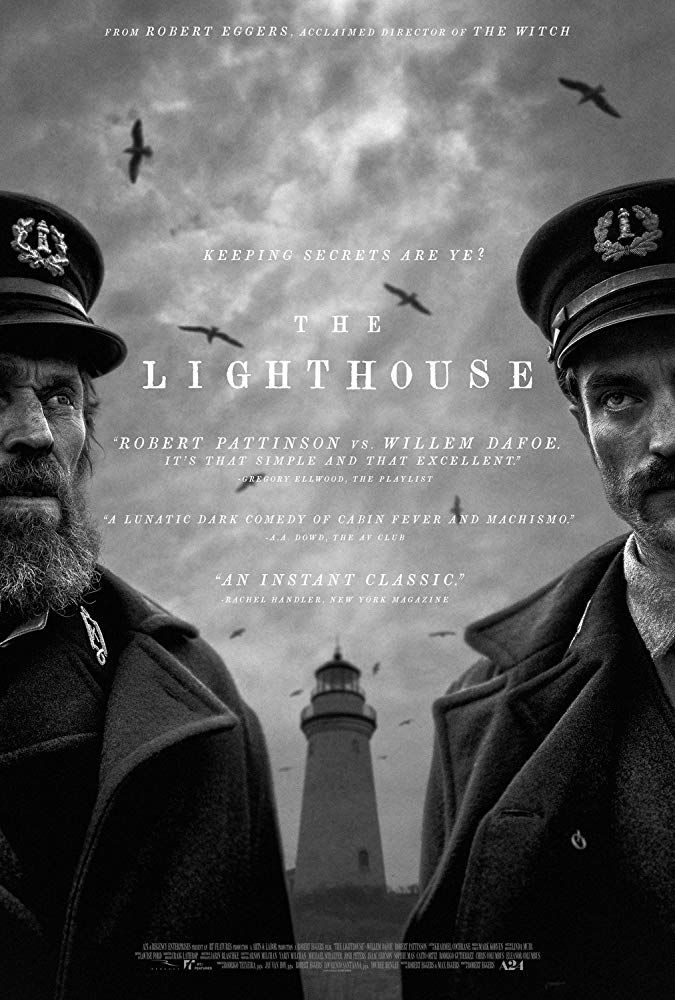 FROM ROBERT EGGERS, ACCLAIMED DIRECTOR OF THE WITCH
KEEPING SECRETS ARE YE?
THE
LIGHTHOUSE
“ROBERT PATTINSON VS. WILLEM DAFOE.
IT'S THAT SIMPLE AND THAT EXCELLENT.”
-GREGORY ELLWOOD, THE PLAYLIST
“A LUNATIC DARK COMEDY OF CABIN FEVER AND MACHISMO.”
-A.A. DOWD, THE AV CLUB
“AN INSTANT CLASSIC.”
-RACHEL HANDLER, NEW YORK MAGAZINE
A24